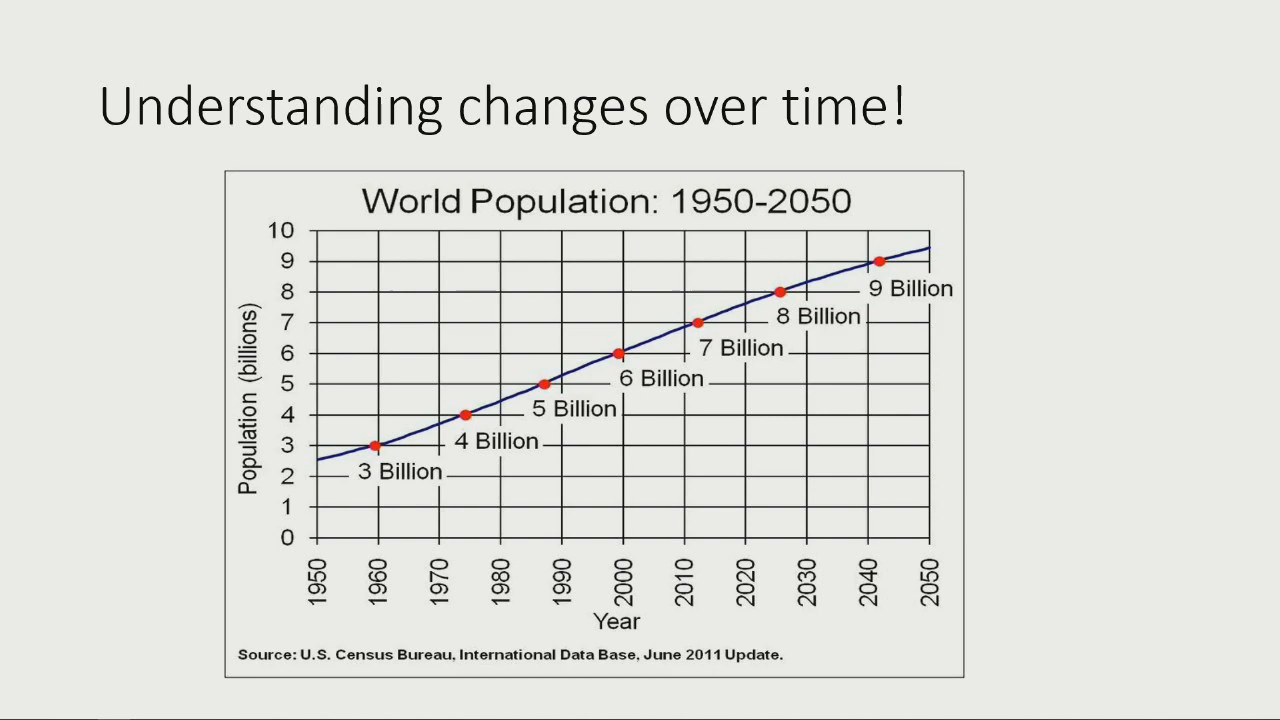 Understanding changes over time!
World Population: 1950-2050
Population (billions)
10
9
8
7
6
5
4
3
2
1
0
9 Billion
8 Billion
7 Billion
6 Billion
5 Billion
4 Billion
3 Billion
1950 1960 1970 1980 1990 2000 2010 2020 2030 2040 2050
Year
Source: U.S. Census Bureau, International Data Base, June 2011 Update.